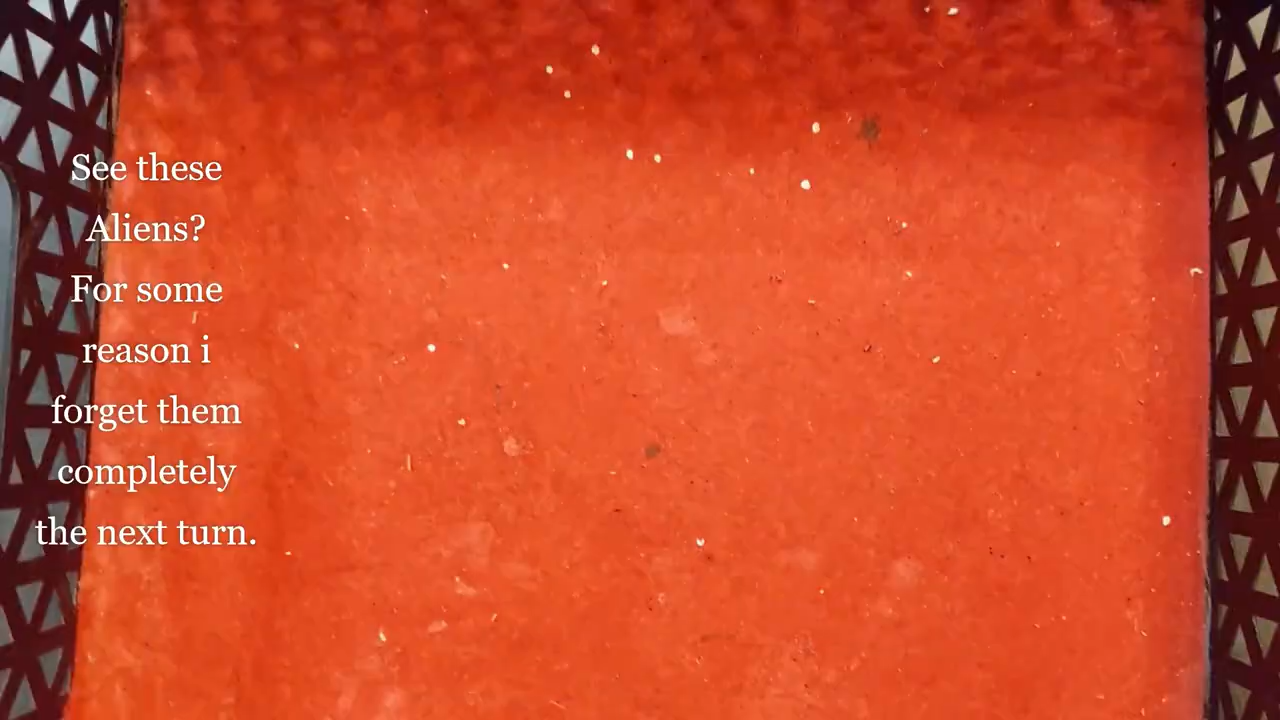 See these
Aliens?
For some
reason i
forget them
completely
the next turn.